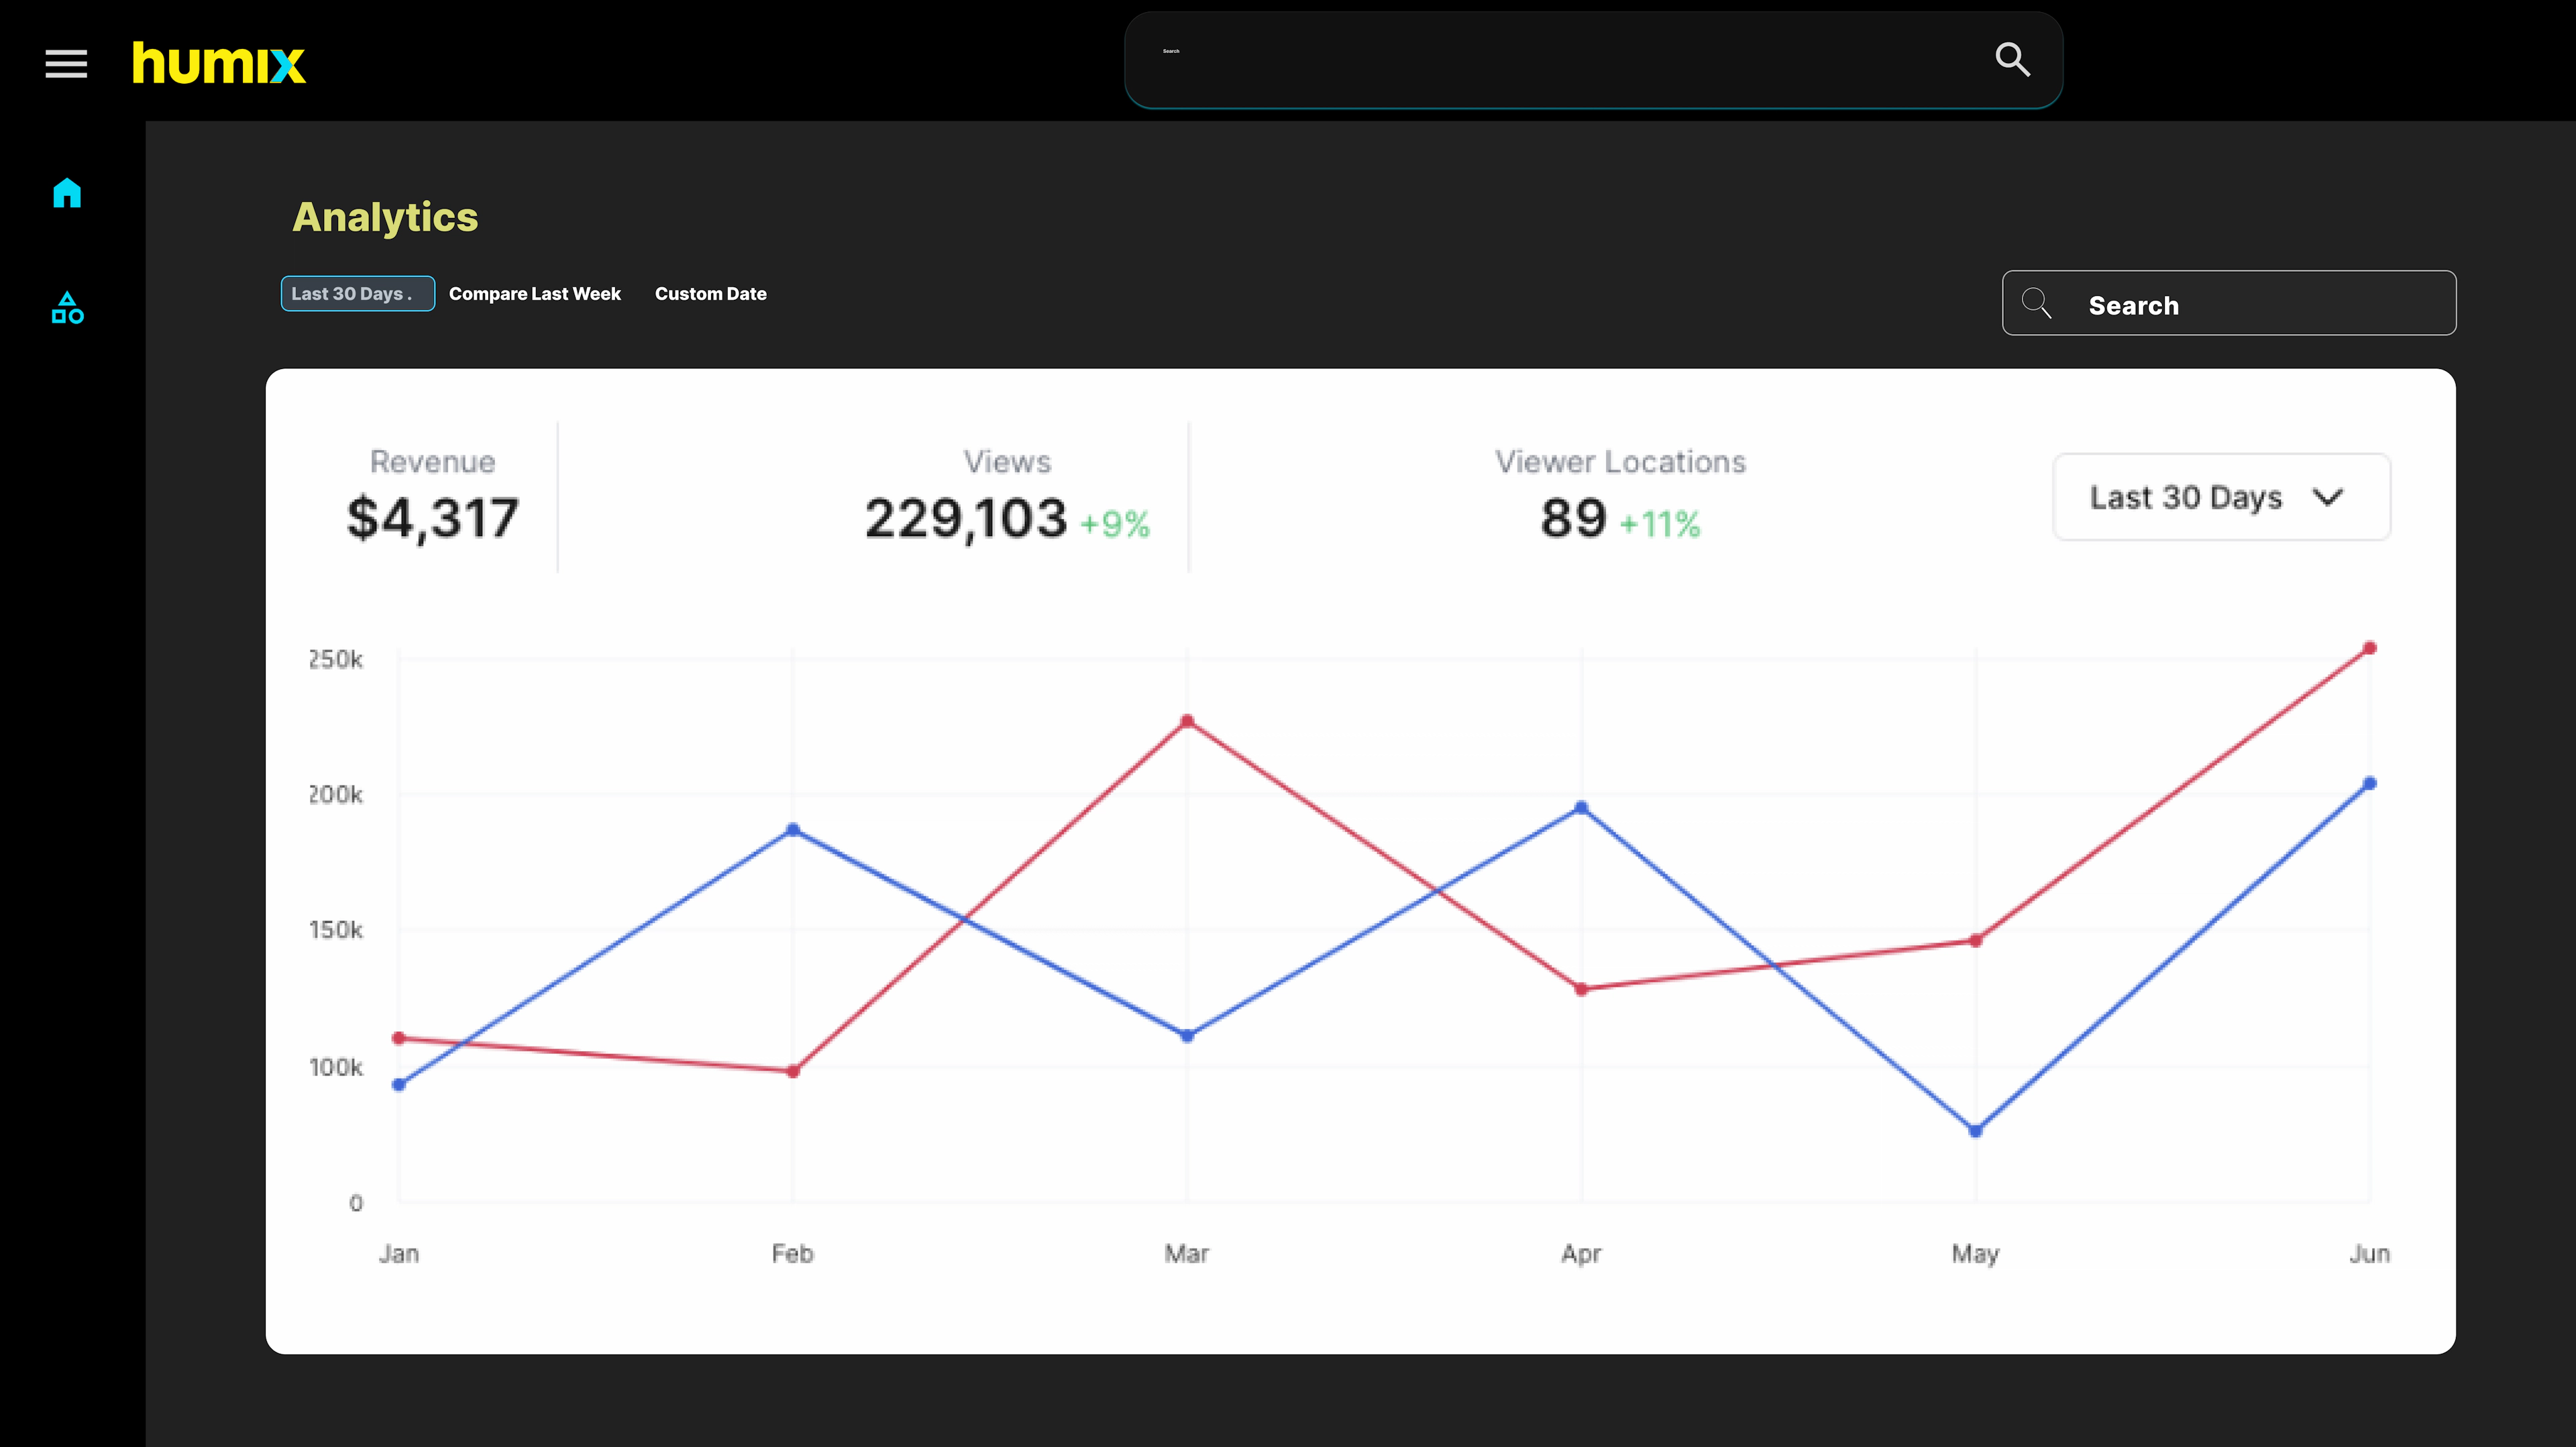 humix
Search
Analytics
Last 30 Days .
Compare Last Week
Custom Date
Search
Revenue
$4,317
Views
229,103 +9%
Viewer Locations
89 +11%
Last 30 Days
250k
200k
150k
100k
0
Jan
Feb
Mar
Apr
May
Jun